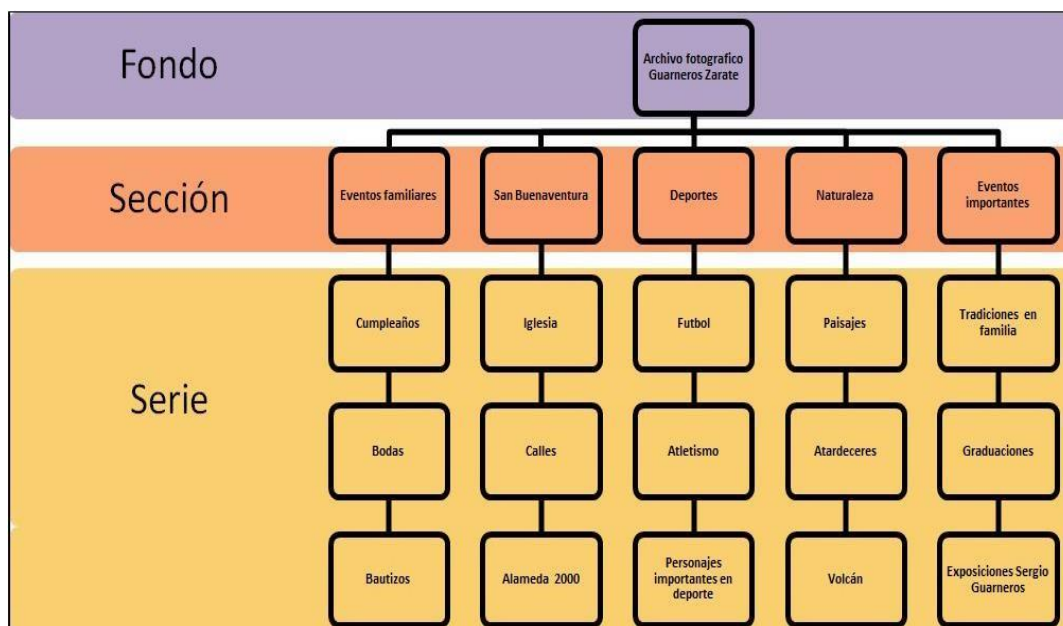 Fondo
Archivo fotografico
Guarneros Zarate
Sección
Eventos familiares
San Buenaventura
Deportes
Naturaleza
Eventos
importantes
Serie
Cumpleaños
Iglesia
Futbol
Paisajes
Tradiciones en
familia
Bodas
Calles
Atletismo
Atardeceres
Graduaciones
Bautizos
Alameda 2000
Personajes
importantes en
deporte
Volcán
Exposiciones Sergio
Guarneros